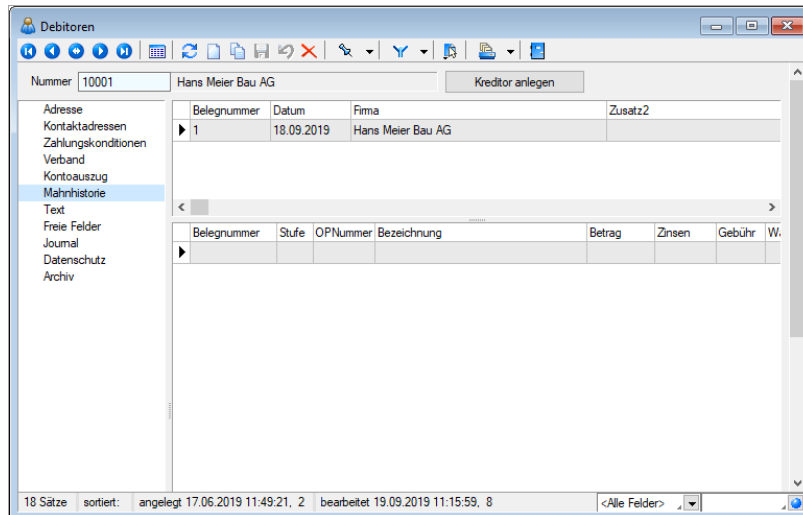 Debitoren
Nummer 10001 Hans Meier Bau AG Kreditor anlegen
Adresse
Kontaktadressen
Zahlungskonditionen
Verband
Kontoauszug
Mahnhistorie
Text
Freie Felder
Journal
Datenschutz
Archiv
Belegnummer Datum Firma Zusatz2
1 18.09.2019 Hans Meier Bau AG
Belegnummer Stufe OPNummer Bezeichnung Betrag Zinsen Gebühr
18 Sätze sortiert: angelegt 17.06.2019 11:49:21, 2 bearbeitet 19.09.2019 11:15:59, 8 <Alle Felder>